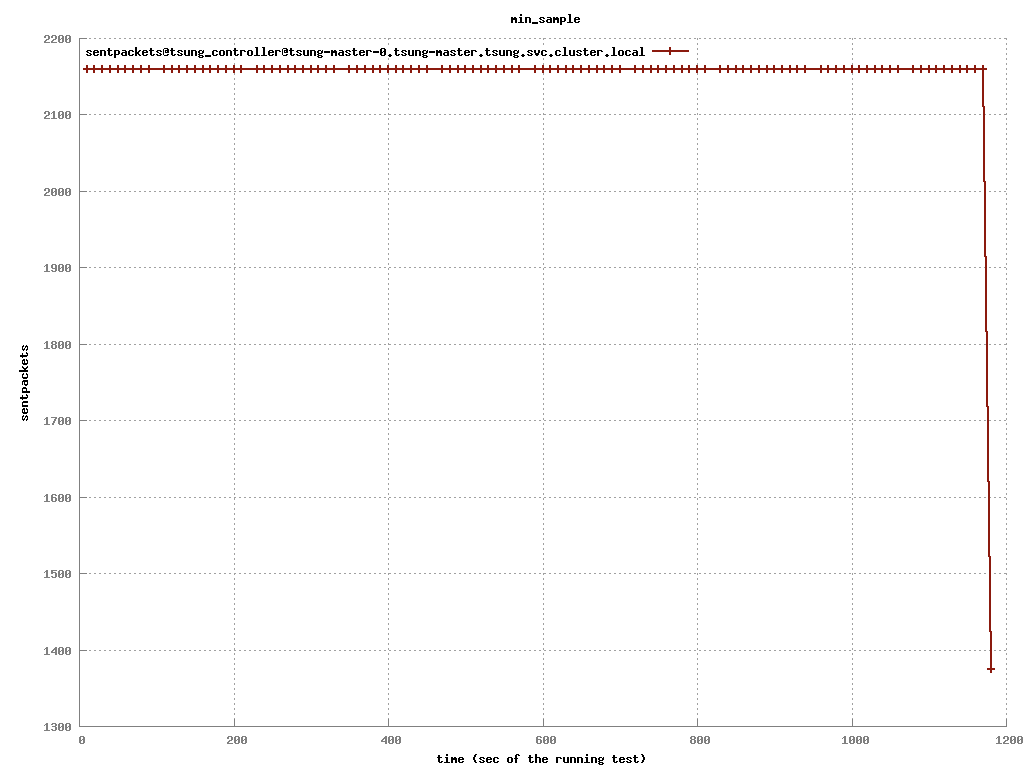 min_sample
2200
sentpackets@tsung_controller@tsung-master-0.tsung-master.tsung.svc.cluster.local
2100
2000
1900
1800
sentpackets
1700
1600
1500
1400
1300
0 200 400 600 800 1000 1200
time (sec of the running test)